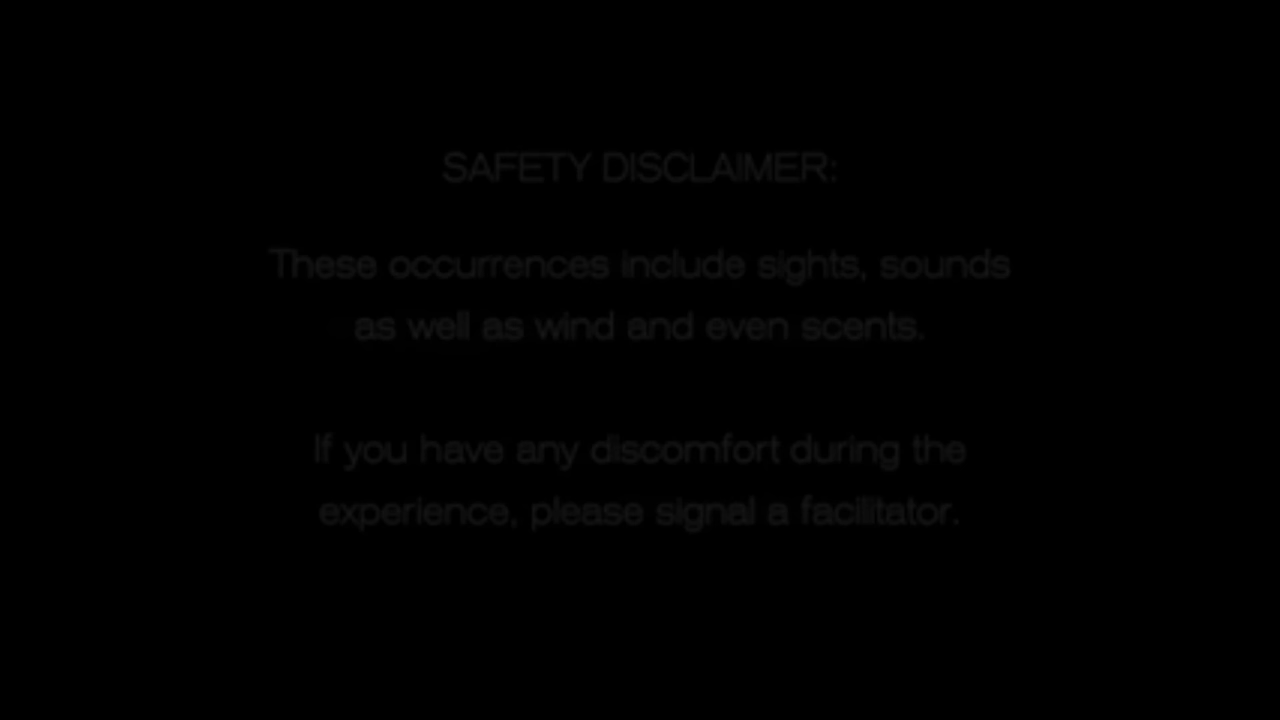 SAFETY DISCLAIMER:
These occurrences include sights, sounds
as well as wind and even scents.
If you have any discomfort during the
experience, please signal a facilitator.